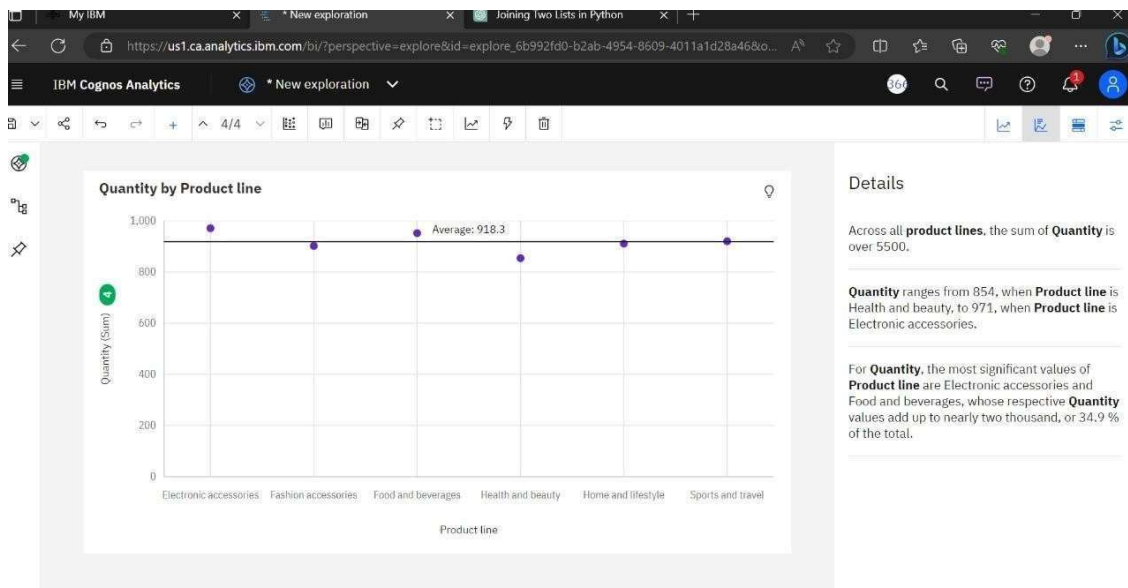 My IBM
* New exploration
Joining Two Lists in Python
https://us1.ca.analytics.ibm.com/bi/?perspective=explore&id=explore_6b992fd0-b2ab-4954-8609-4011a1d28a46&o...
IBM Cognos Analytics
* New exploration
366
1
4/4
Quantity by Product line
1,000
800
600
400
200
0
Average: 918.3
Quantity (Sum)
4
Electronic accessories
Fashion accessories
Food and beverages
Health and beauty
Home and lifestyle
Sports and travel
Product line
Details
Across all product lines, the sum of Quantity is
over 5500.
Quantity ranges from 854, when Product line is
Health and beauty, to 971, when Product line is
Electronic accessories.
For Quantity, the most significant values of
Product line are Electronic accessories and
Food and beverages, whose respective Quantity
values add up to nearly two thousand, or 34.9 %
of the total.